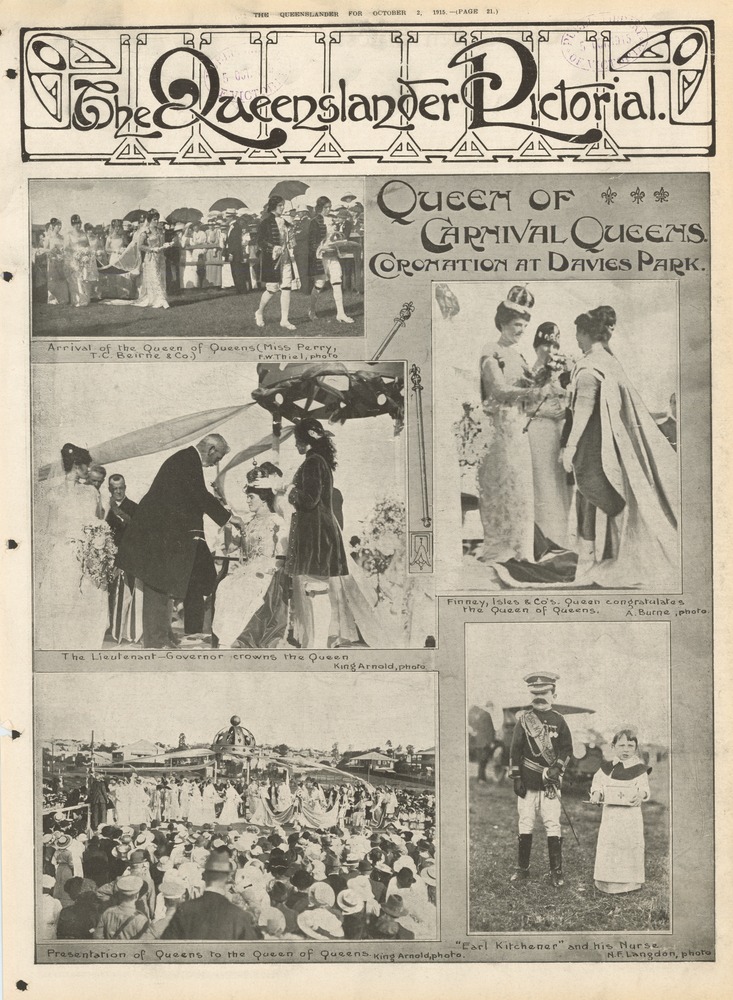 THE QUEENSLANDER FOR OCTOBER 2, 1915.—(PAGE 21.)
The Queenslander Pictorial.
QUEEN OF
CARNIVAL QUEENS.
CORONATION AT DAVIES PARK.
Arrival of the Queen of Queens (Miss Perry,
T.C. Beirne & Co.) F.W Thiel, photo
Finney, Isles & Co's. Queen congratulates
the Queen of Queens. A. Burne, photo.
The Lieutenant-Governor crowns the Queen
King Arnold, photo.
Presentation of Queens to the Queen of Queens King Arnold, photo.
"Earl Kitchener" and his Nurse
N.F. Langdon, photo